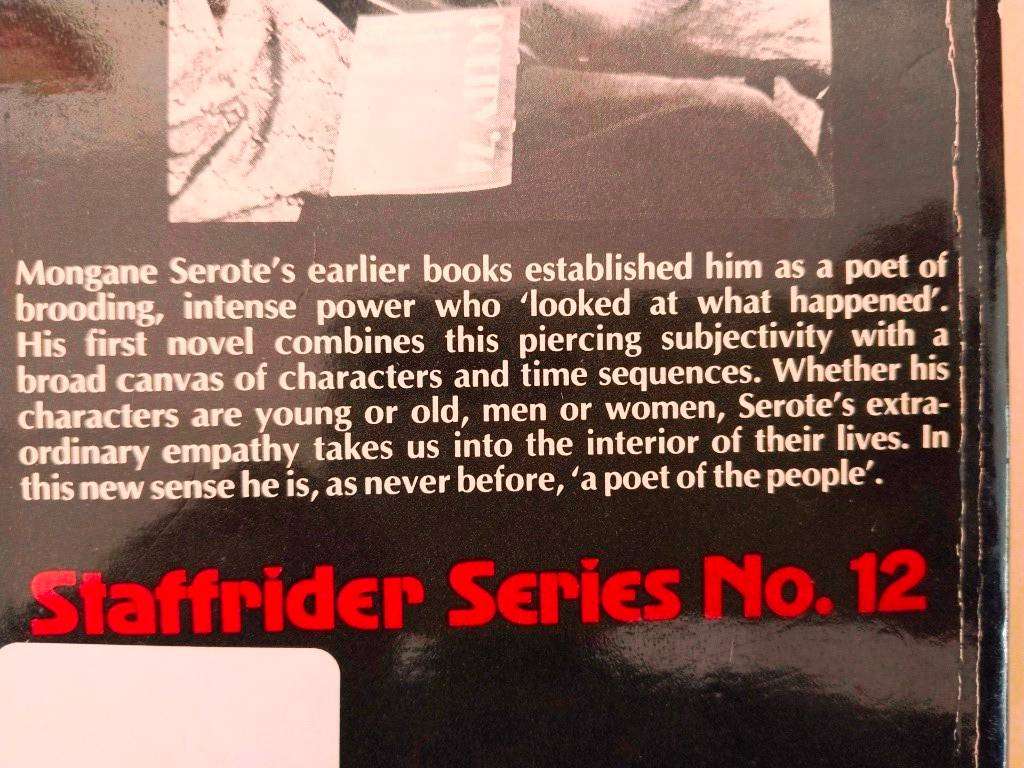 Mongane Serote's earlier books established him as a poet of
brooding, intense power who ‘looked at what happened’.
His first novel combines this piercing subjectivity with a
broad canvas of characters and time sequences. Whether his
characters are young or old, men or women, Serote's extra-
ordinary empathy takes us into the interior of their lives. In
this new sense he is, as never before, ‘a poet of the people’.
Staffrider Series No. 12